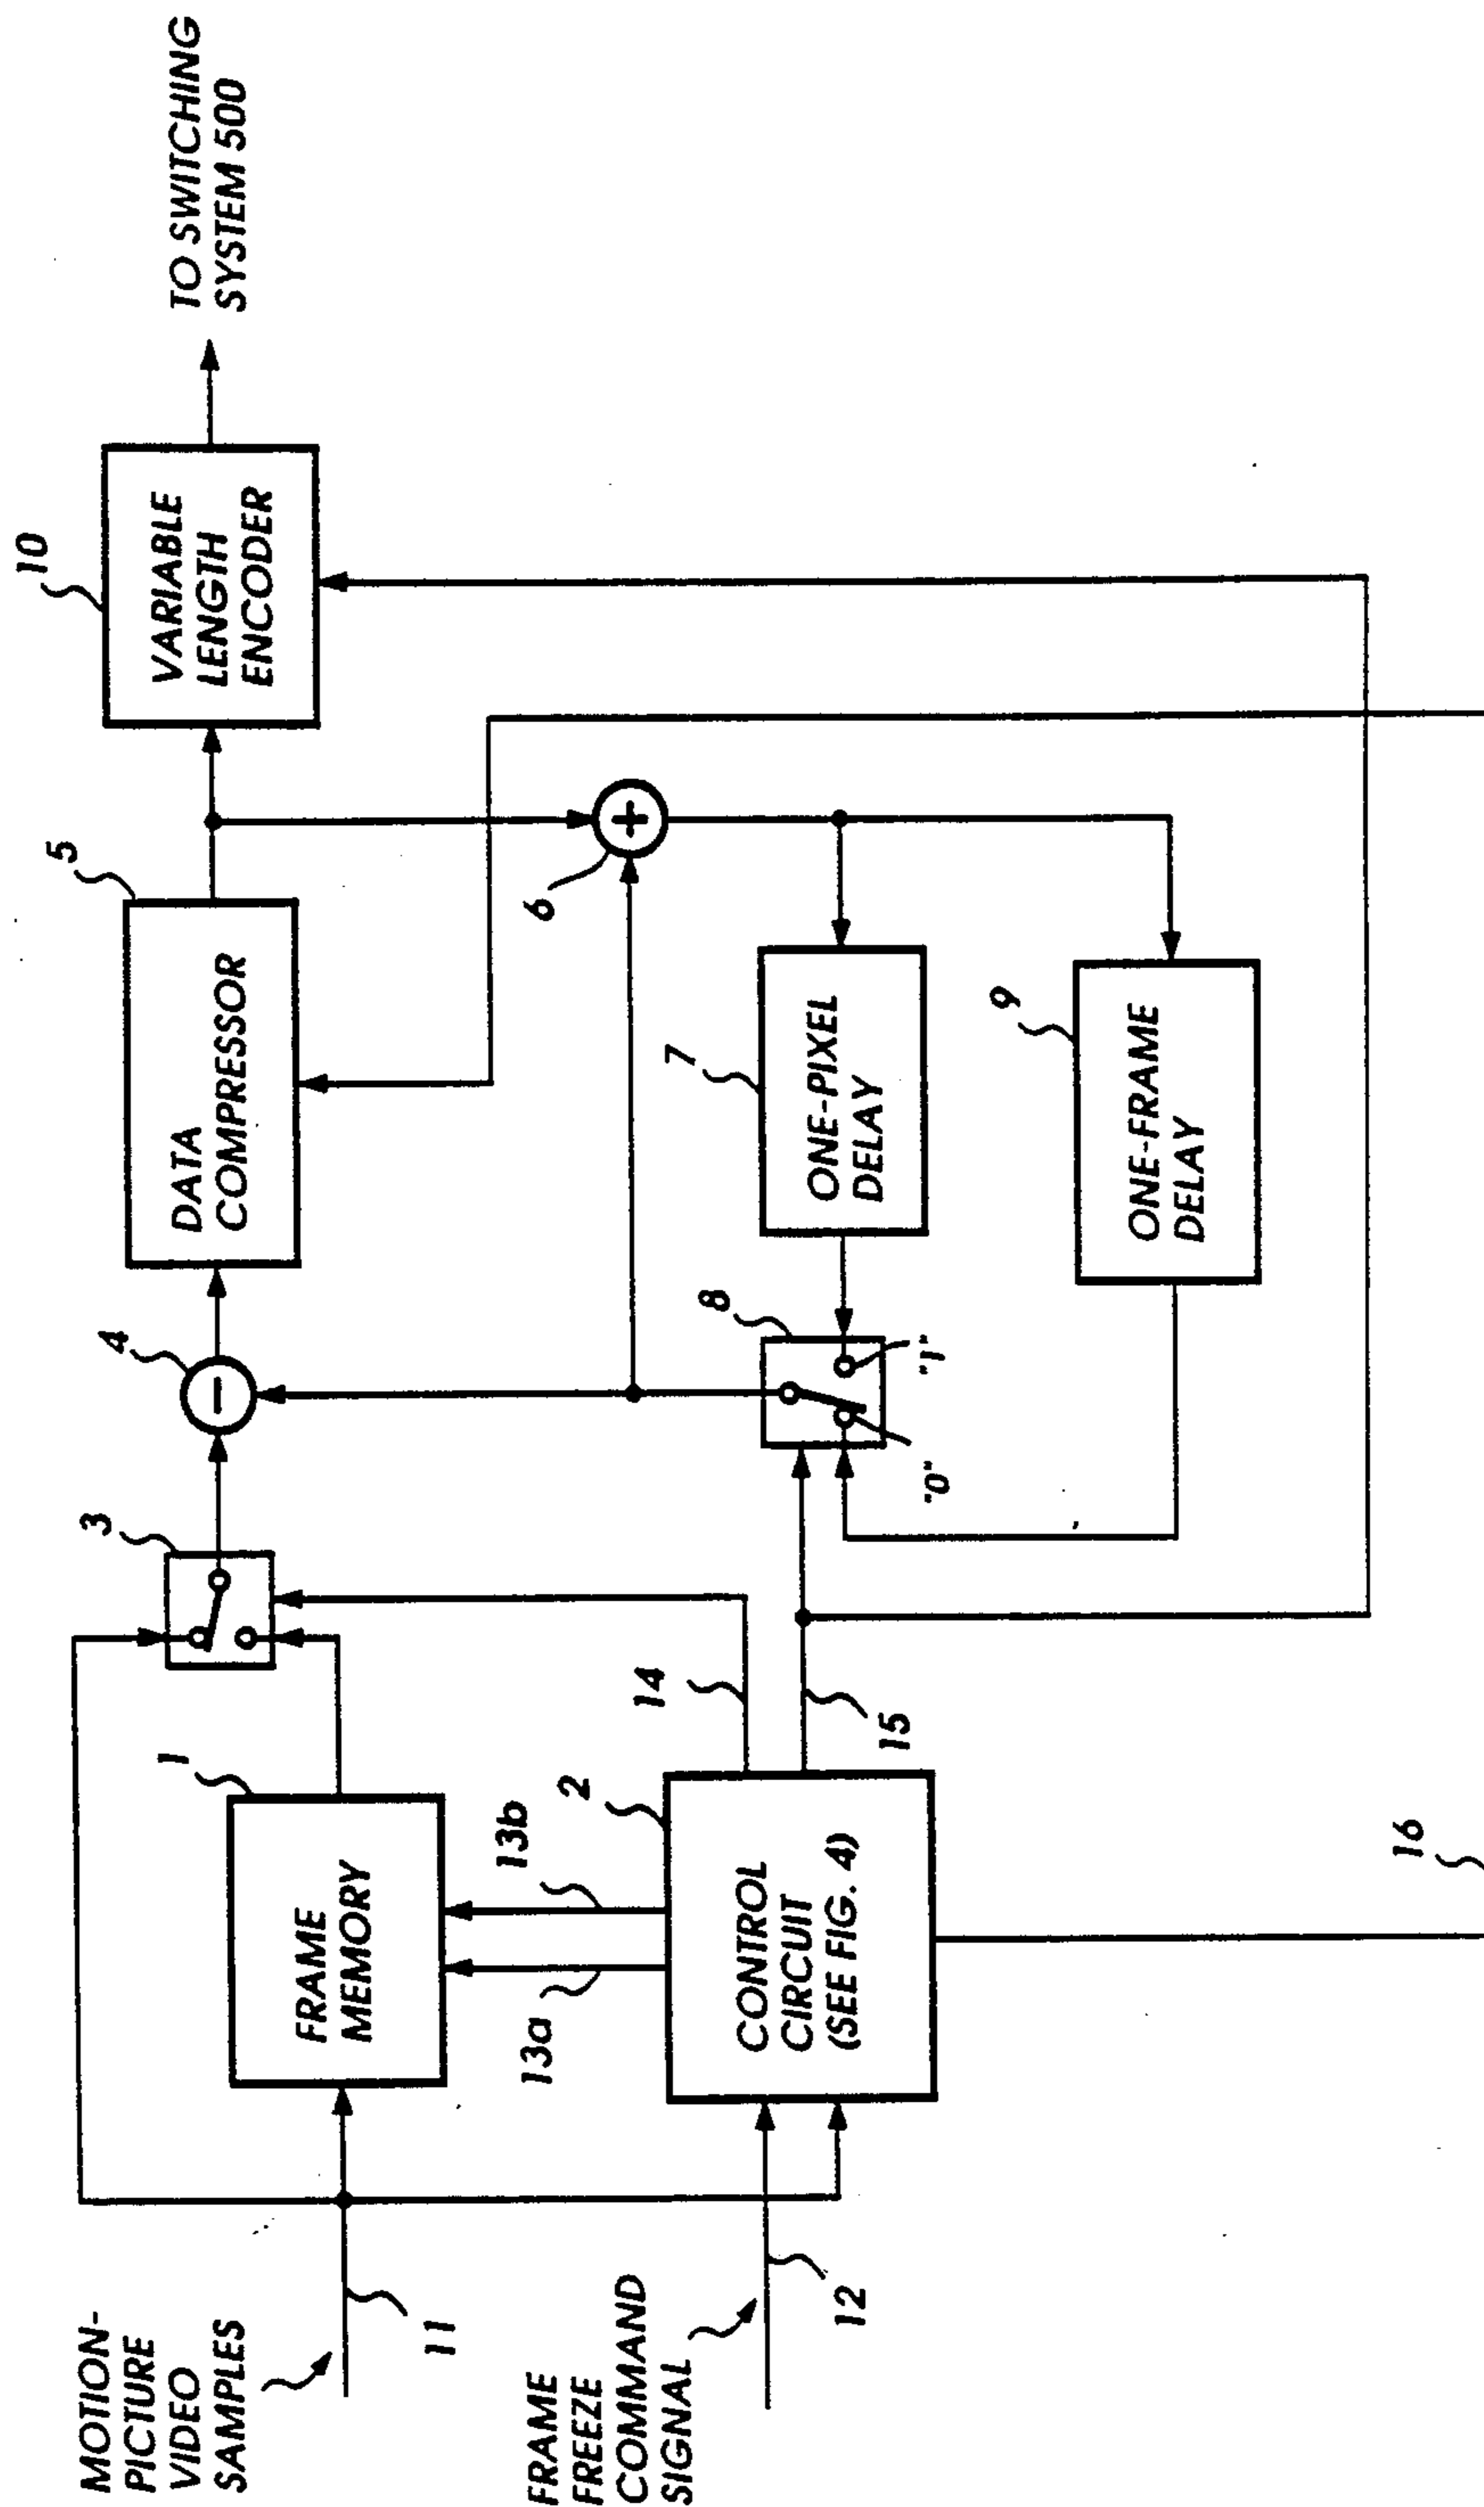 MOTION-
PICTURE
VIDEO
SAMPLES
11
FRAME
FREEZE
COMMAND
SIGNAL
12
1
FRAME
MEMORY
13a
13b
2
CONTROL
CIRCUIT
(SEE FIG. 4)
14
15
16
3
4
5
DATA
COMPRESSOR
6
7
ONE-PIXEL
DELAY
8
"1"
"0"
9
ONE-FRAME
DELAY
10
VARIABLE
LENGTH
ENCODER
TO SWITCHING
SYSTEM 500